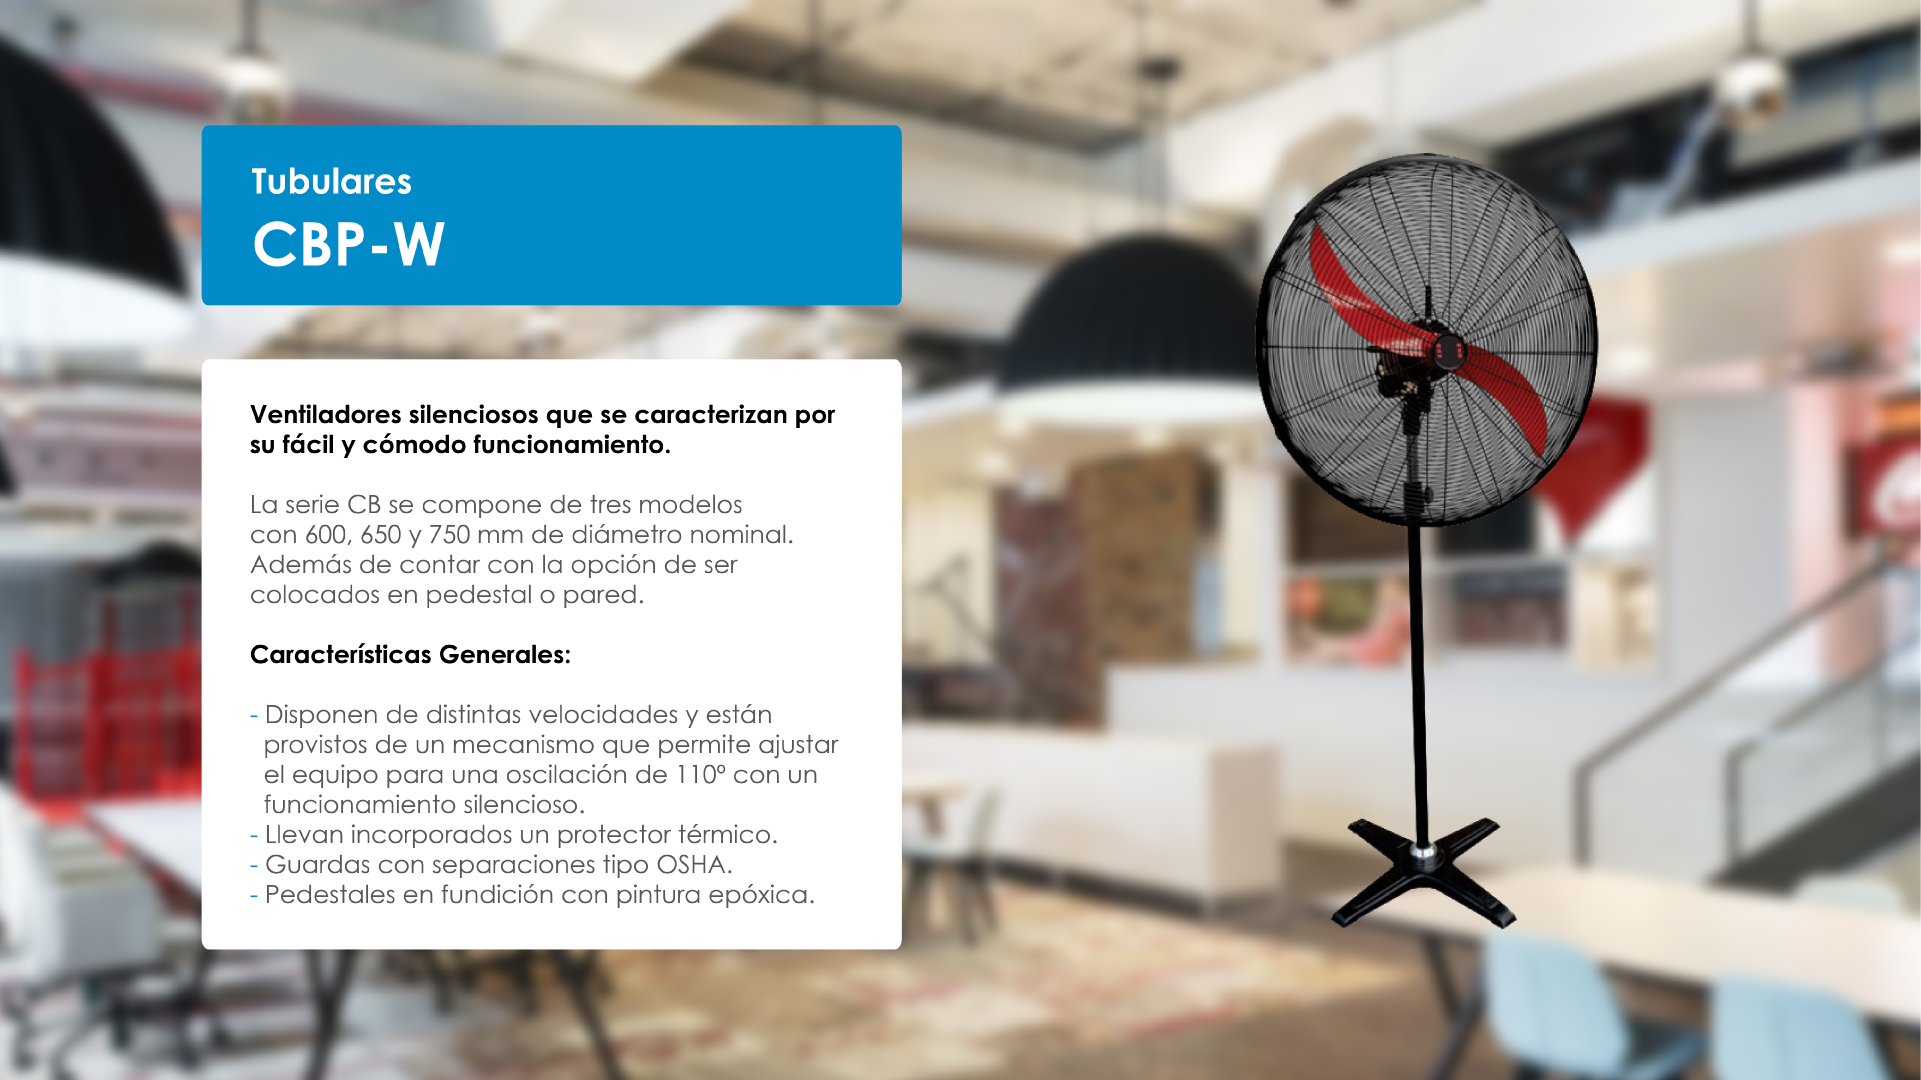 Tubulares
CBP-W
Ventiladores silenciosos que se caracterizan por
su fácil y cómodo funcionamiento.
La serie CB se compone de tres modelos
con 600, 650 y 750 mm de diámetro nominal.
Además de contar con la opción de ser
colocados en pedestal o pared.
Características Generales:
- Disponen de distintas velocidades y están
provistos de un mecanismo que permite ajustar
el equipo para una oscilación de 110º con un
funcionamiento silencioso.
- Llevan incorporados un protector térmico.
- Guardas con separaciones tipo OSHA.
- Pedestales en fundición con pintura epóxica.